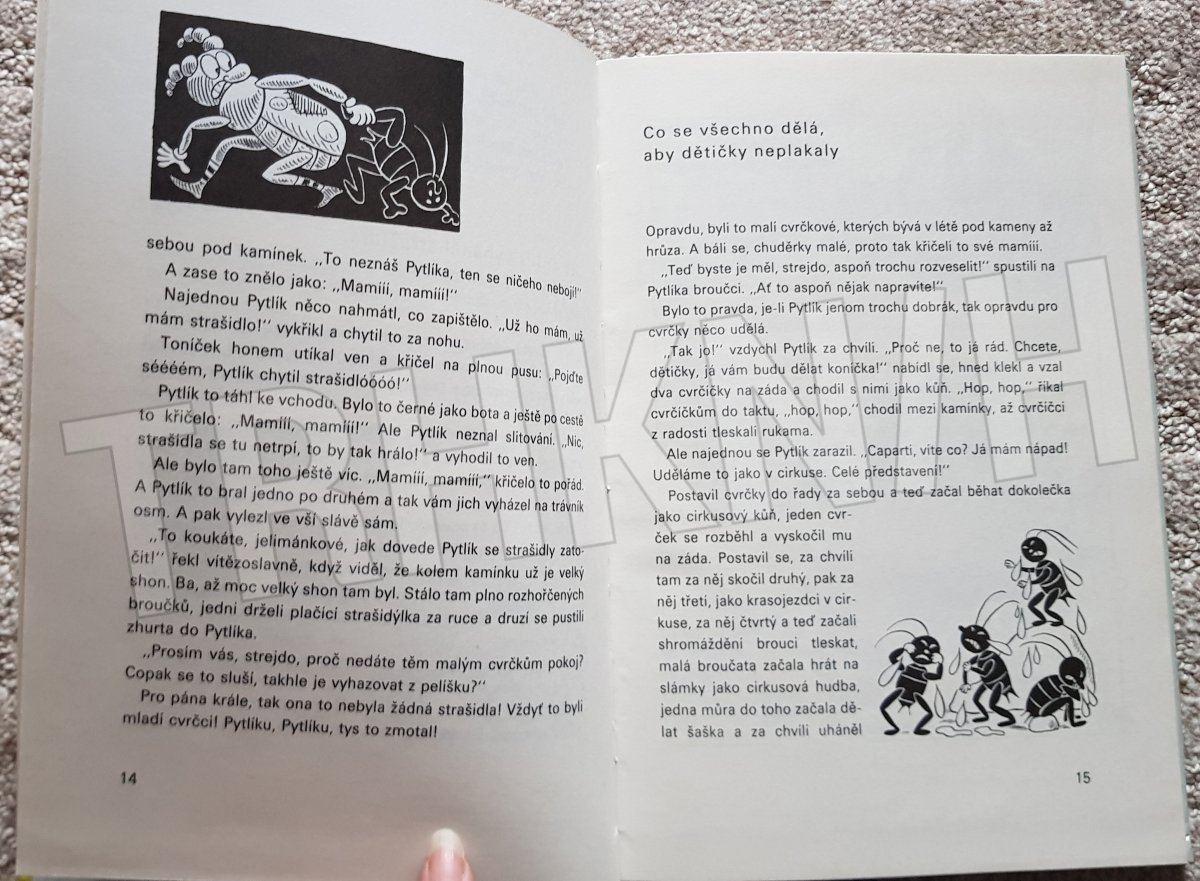 sebou pod kamínek. „To neznáš Pytlíka, ten se ničeho nebojí!"
A zase to znělo jako: „Mamííí, mamííí!"
Najednou Pytlík něco nahmátl, co zapištělo. „Už ho mám, už
mám strašidlo!" vykřikl a chytil to za nohu.
Toníček honem utíkal ven a křičel na plnou pusu: „Pojďte
séééém, Pytlík chytil strašidlóóóó!"
Pytlík to táhl ke vchodu. Bylo to černé jako bota a ještě po cestě
to křičelo: „Mamííí, mamííí!" Ale Pytlík neznal slitování. „Nic,
strašidla se tu netrpí, to by tak hrálo!" a vyhodil to ven.
Ale bylo tam toho ještě víc. „Mamííí, mamííí," křičelo to pořád.
A Pytlík to bral jedno po druhém a tak vám jich vyházel na trávník
osm. A pak vylezl ve vší slávě sám.
„To koukáte, jelimánkové, jak dovede Pytlík se strašidly zato-
čit!" řekl vítězoslavně, když viděl, že kolem kamínku už je velký
shon. Ba, až moc velký shon tam byl. Stálo tam plno rozhořčených
broučků, jedni drželi plačící strašidýlka za ruce a druzí se pustili
zhurta do Pytlíka.
„Prosím vás, strejdo, proč nedáte těm malým cvrčkům pokoj?
Copak se to sluší, takhle je vyhazovat z pelíšku?"
Pro pána krále, tak ona to nebyla žádná strašidla! Vždyť to byli
mladí cvrčci! Pytlíku, Pytlíku, tys to zmotal!
14
Co se všechno dělá,
aby dětičky neplakaly
Opravdu, byli to malí cvrčkové, kterých bývá v létě pod kameny až
hrůza. A báli se, chuděrky malé, proto tak křičeli to své mamííí.
„Teď byste je měl, strejdo, aspoň trochu rozveselit!" spustili na
Pytlíka broučci. „Ať to aspoň nějak napravíte!"
Bylo to pravda, je-li Pytlík jenom trochu dobrák, tak opravdu pro
cvrčky něco udělá.
„Tak jo!" vzdychl Pytlík za chvíli. „Proč ne, to já rád. Chcete,
dětičky, já vám budu dělat koníčka!" nabídl se, hned klekl a vzal
dva cvrčíčky na záda a chodil s nimi jako kůň. „Hop, hop," říkal
cvrčíčkům do taktu, „hop, hop," chodil mezi kamínky, až cvrčíčci
z radosti tleskali rukama.
Ale najednou se Pytlík zarazil. „Caparti, víte co? Já mám nápad!
Uděláme to jako v cirkuse. Celé představení!"
Postavil cvrčky do řady za sebou a teď začal běhat dokolečka
jako cirkusový kůň, jeden cvr-
ček se rozběhl a vyskočil mu
na záda. Postavil se, za chvíli
tam za něj skočil druhý, pak za
něj třetí, jako krasojezdci v cir-
kuse, za něj čtvrtý a teď začali
shromáždění brouci tleskat,
malá broučata začala hrát na
slámky jako cirkusová hudba,
jedna můra do toho začala dě-
lat šaška a za chvíli uháněl
15
TRHKNIH